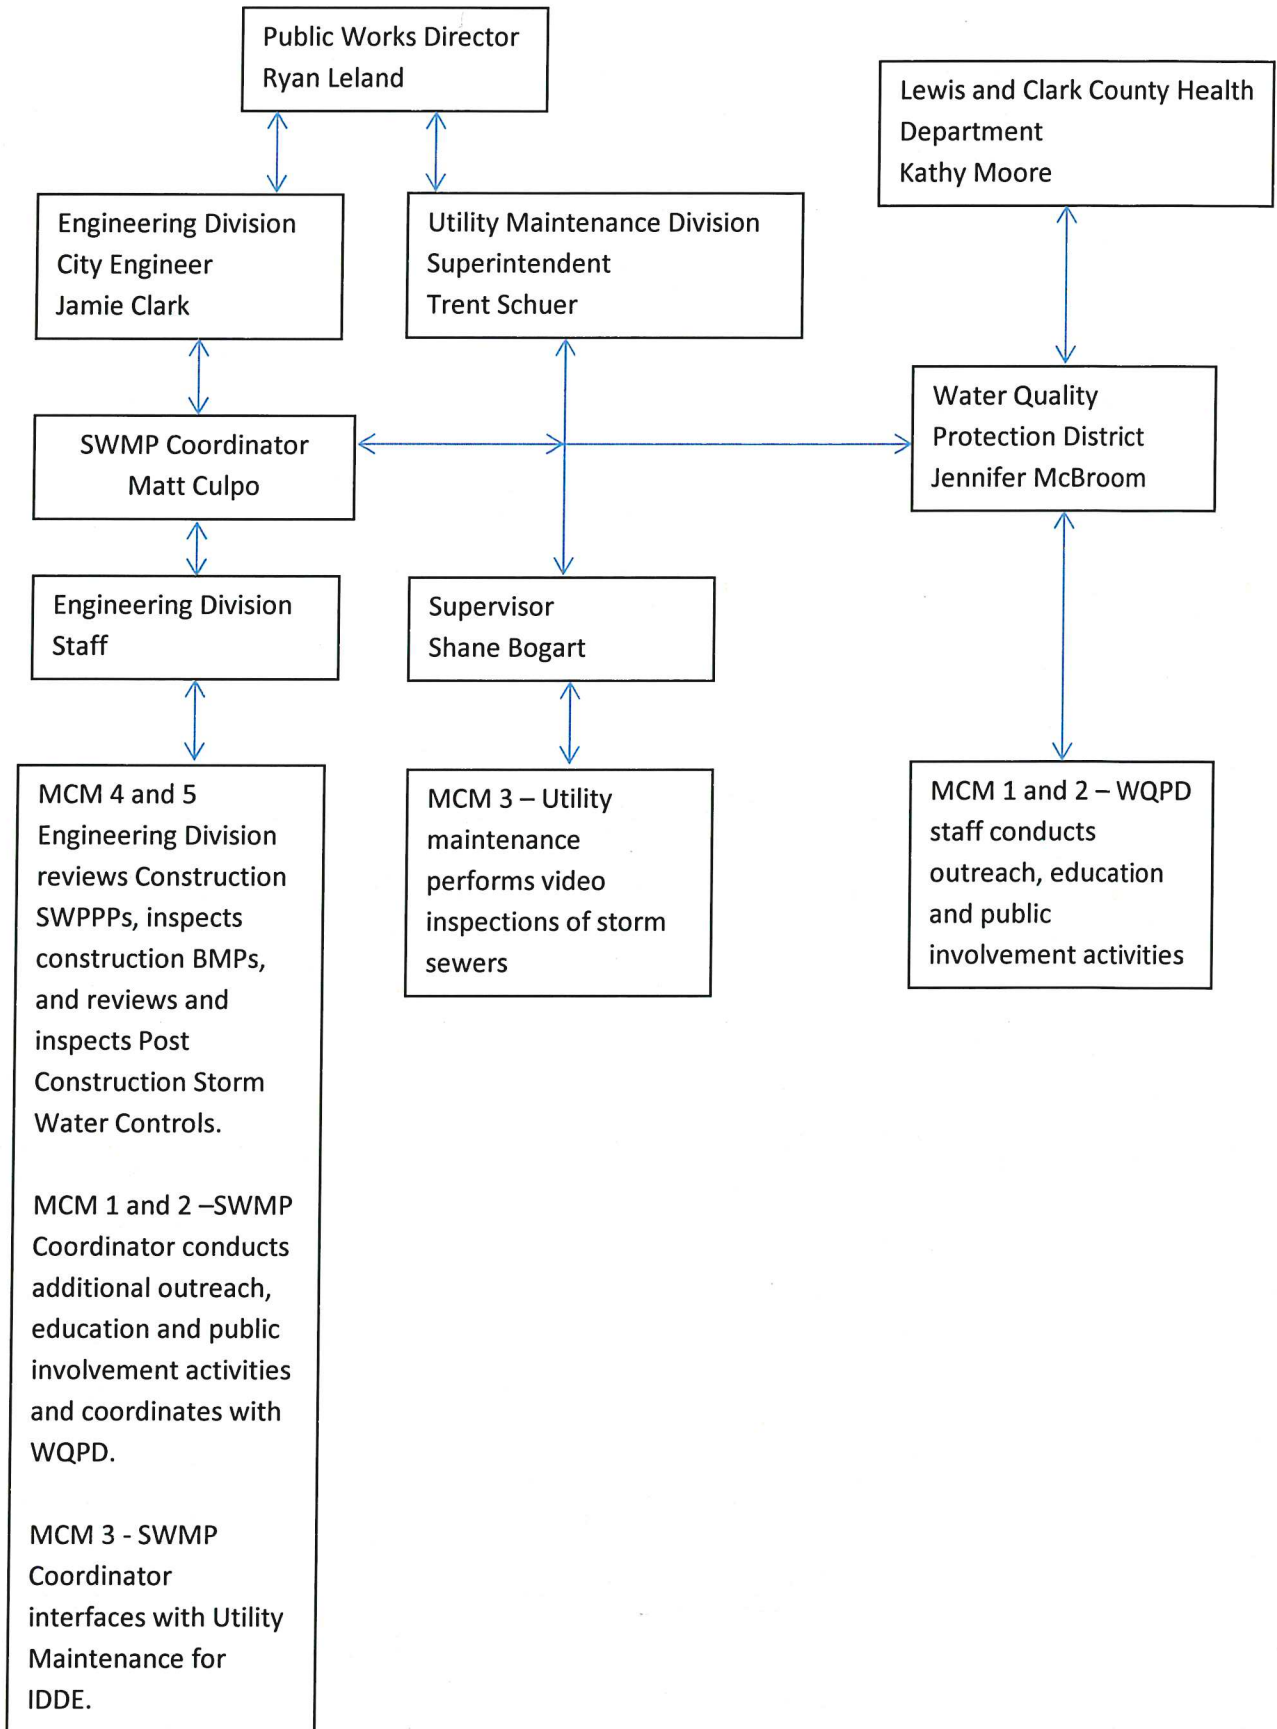 Public Works Director
Ryan Leland
Lewis and Clark County Health
Department
Kathy Moore
Engineering Division
City Engineer
Jamie Clark
Utility Maintenance Division
Superintendent
Trent Schuer
SWMP Coordinator
Matt Culpo
Water Quality
Protection District
Jennifer McBroom
Engineering Division
Staff
Supervisor
Shane Bogart
MCM 4 and 5
Engineering Division
reviews Construction
SWPPPs, inspects
construction BMPs,
and reviews and
inspects Post
Construction Storm
Water Controls.
MCM 1 and 2 –SWMP
Coordinator conducts
additional outreach,
education and public
involvement activities
and coordinates with
WQPD.
MCM 3 - SWMP
Coordinator
interfaces with Utility
Maintenance for
IDDE.
MCM 3 – Utility
maintenance
performs video
inspections of storm
sewers
MCM 1 and 2 – WQPD
staff conducts
outreach, education
and public
involvement activities